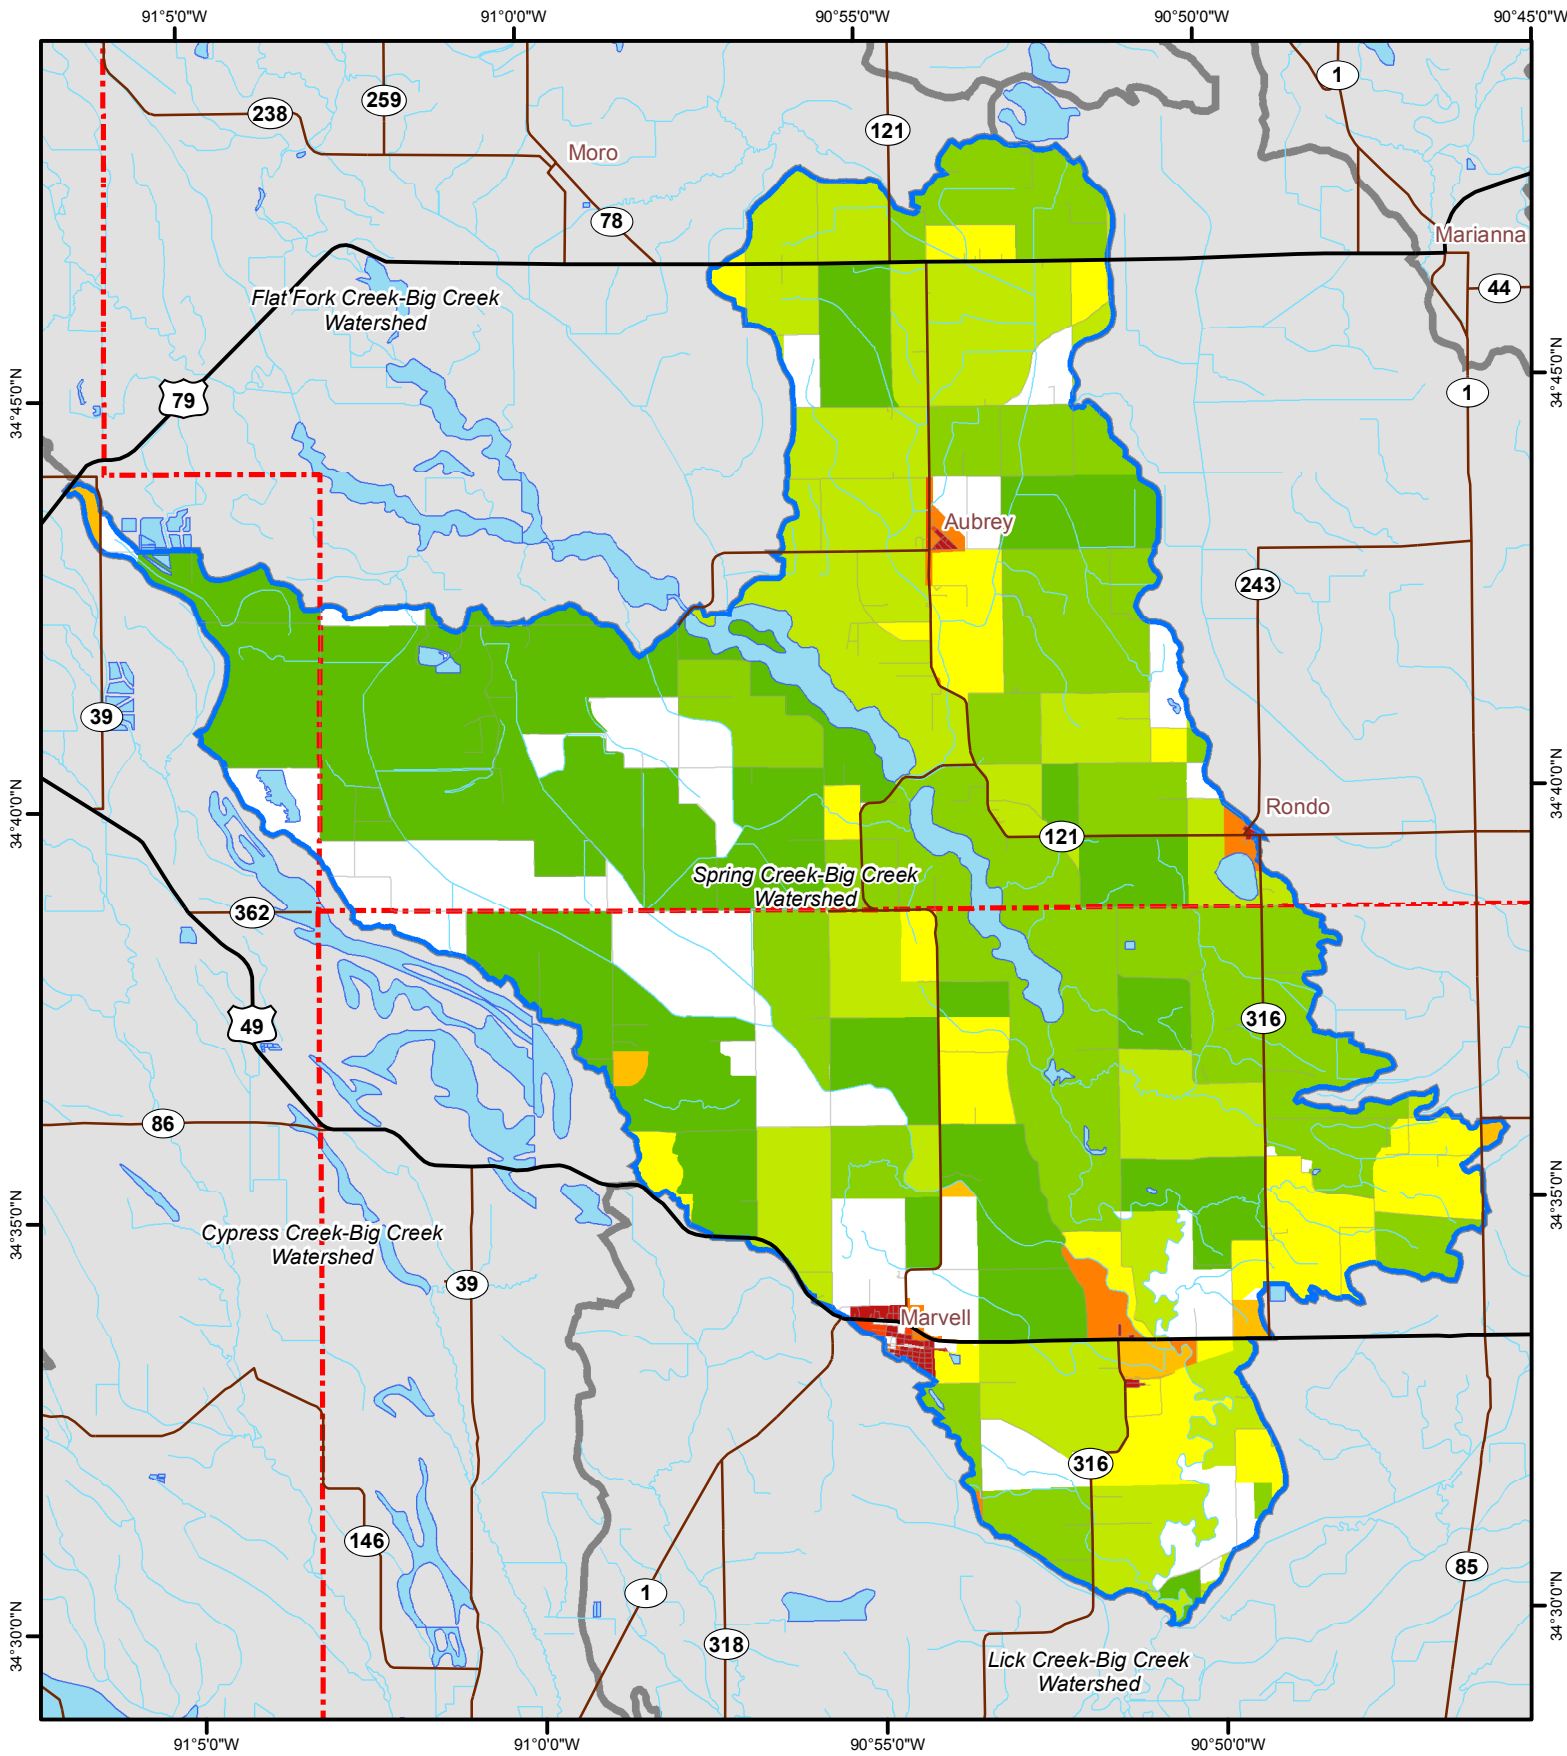 91°5'0"W
91°0'0"W
90°55'0"W
90°50'0"W
90°45'0"W
1
259
238
121
Moro
78
Marianna
44
Flat Fork Creek-Big Creek
Watershed
34°45'0"N
34°45'0"N
79
1
Aubrey
243
39
34°40'0"N
34°40'0"N
Rondo
121
Spring Creek-Big Creek
Watershed
362
49
316
86
34°35'0"N
34°35'0"N
Cypress Creek-Big Creek
Watershed
39
Marvell
316
146
85
1
34°30'0"N
34°30'0"N
318
Lick Creek-Big Creek
Watershed
91°5'0"W
91°0'0"W
90°55'0"W
90°50'0"W